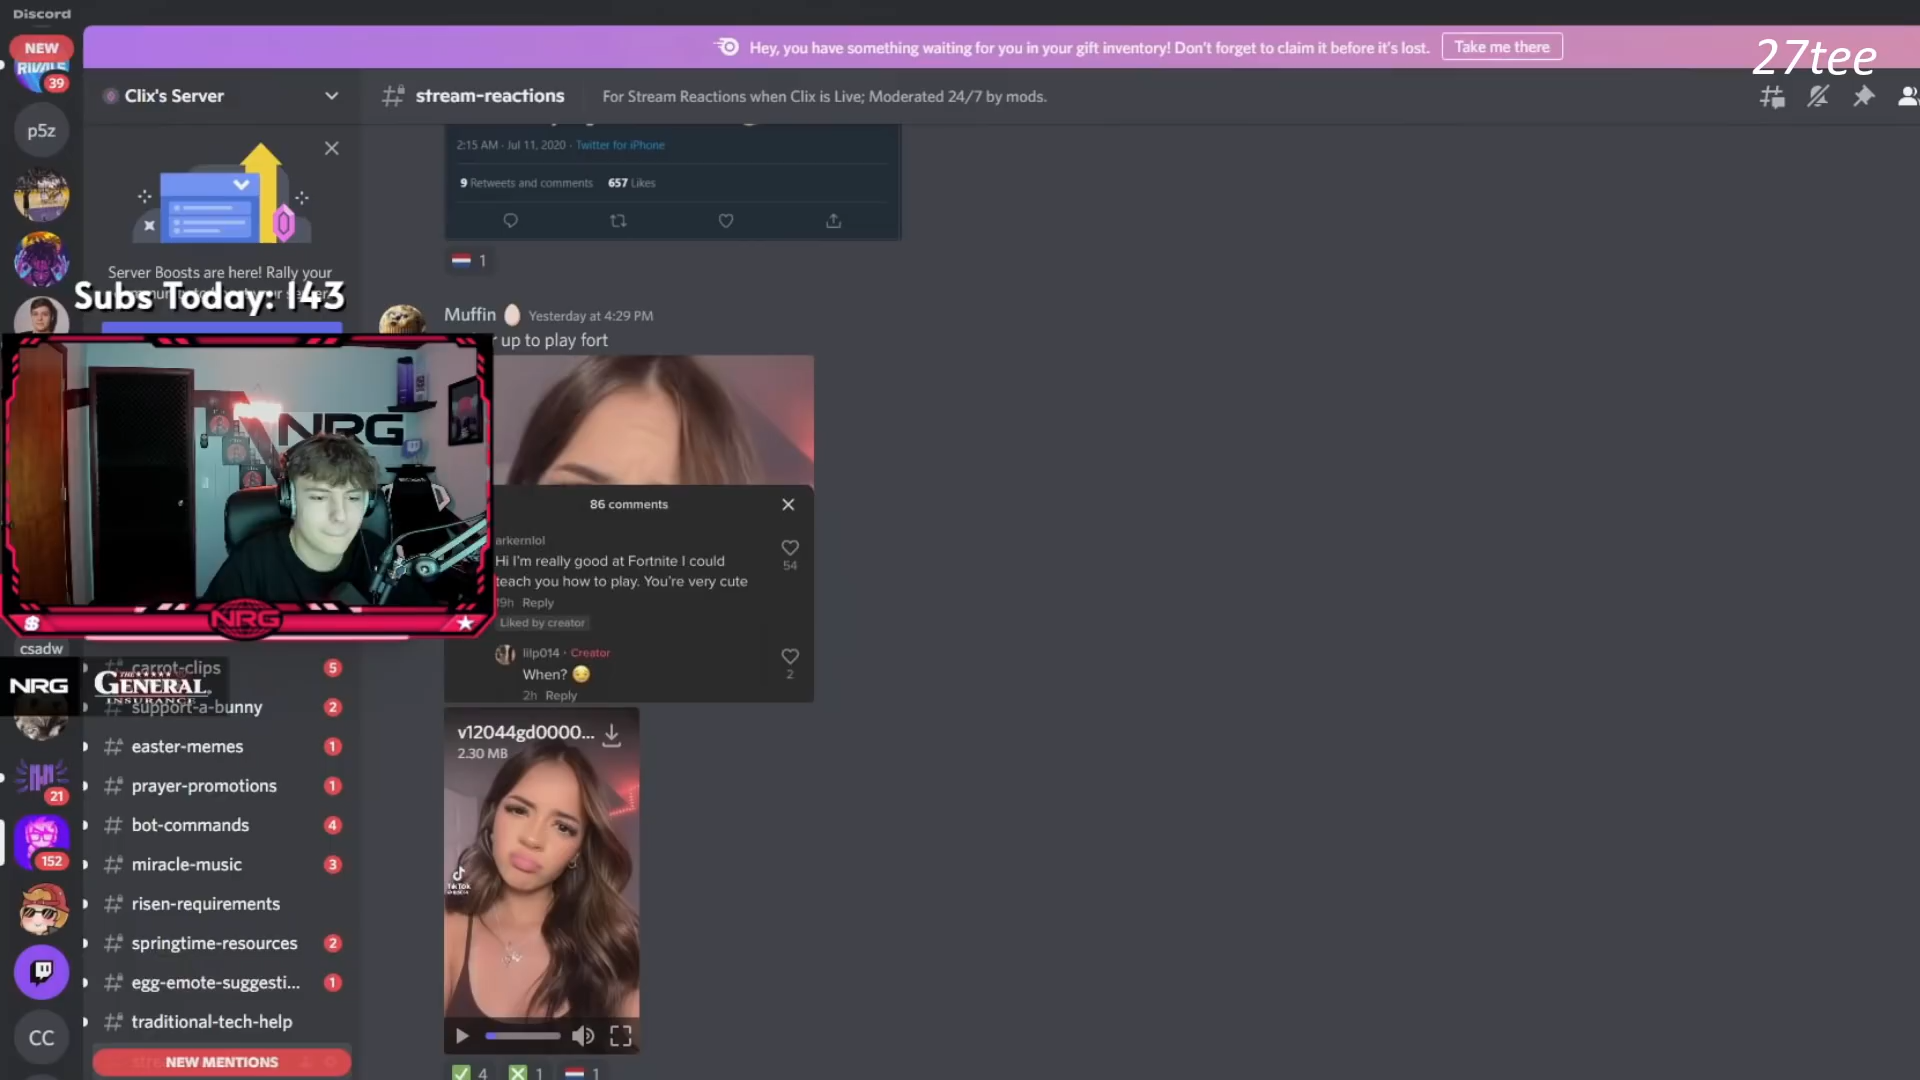 Discord
NEW
RIVALS
39
Hey, you have something waiting for you in your gift inventory! Don't forget to claim it before it's lost.
Take me there
27tee
p5z
Clix's Server
stream-reactions
For Stream Reactions when Clix is Live; Moderated 24/7 by mods.
2:15 AM · Jul 11, 2020 · Twitter for iPhone
9 Retweets and comments 657 Likes
1
Server Boosts are here! Rally your
Subs Today: 143
Muffin Yesterday at 4:29 PM
up to play fort
NRG
NRG
86 comments
arkernlol
Hi I'm really good at Fortnite I could
teach you how to play. You're very cute
54
19h Reply
Liked by creator
lilp014 · Creator
When? 😏
2
2h Reply
csadw
NRG
THE GENERAL
INSURANCE
carrot-clips
5
support-a-bunny
2
easter-memes
1
prayer-promotions
1
21
bot-commands
4
152
miracle-music
3
risen-requirements
springtime-resources
2
egg-emote-suggesti...
1
traditional-tech-help
CC
NEW MENTIONS
v12044gd0000...
2.30 MB
TikTok
4 1 1